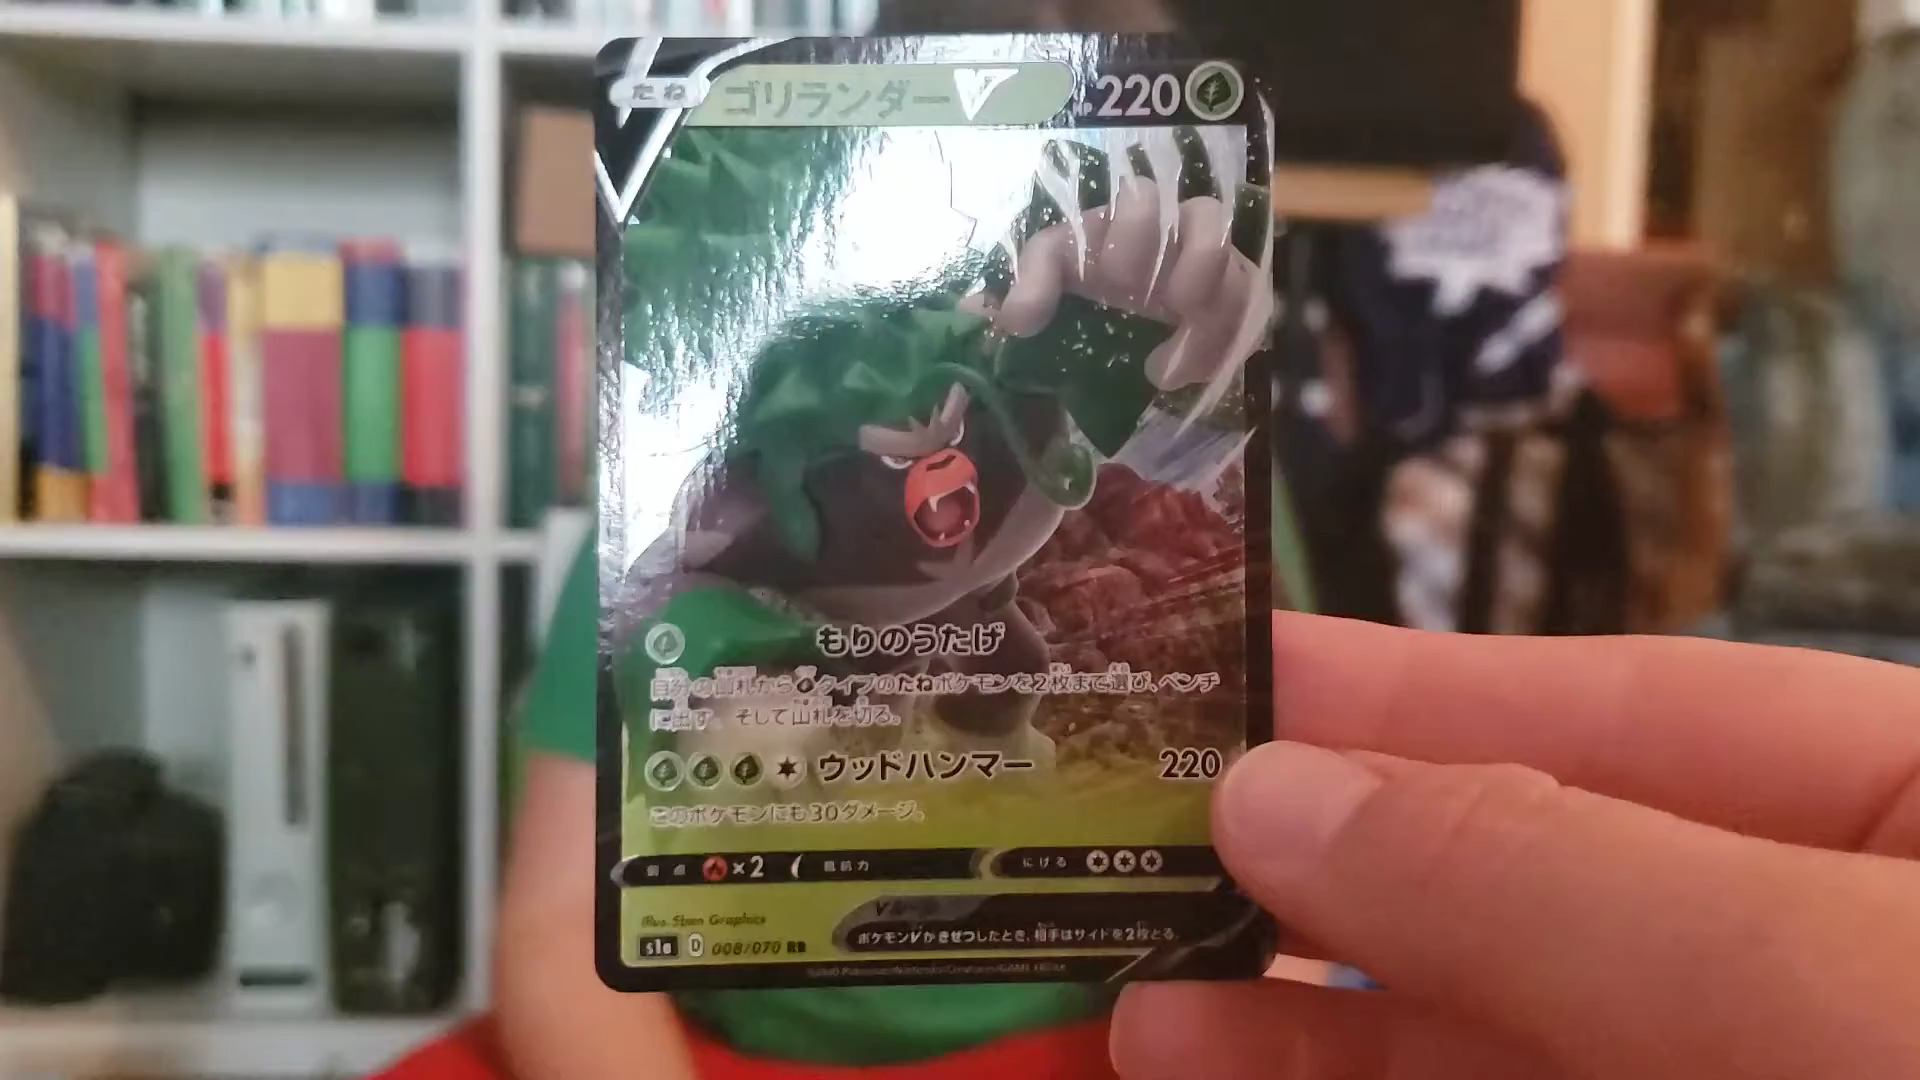 たね ゴリランダーV HP 220
もりのうたげ
自分の山札からタイプのたねポケモンを2枚まで選び、ベンチ
に出す。そして山札を切る。
ウッドハンマー 220
このポケモンにも30ダメージ。
弱点 ×2 抵抗力 にげる
Illus. 5ban Graphics
ポケモンVがきぜつしたとき、相手はサイドを2枚とる。
s1a D 008/070 RR